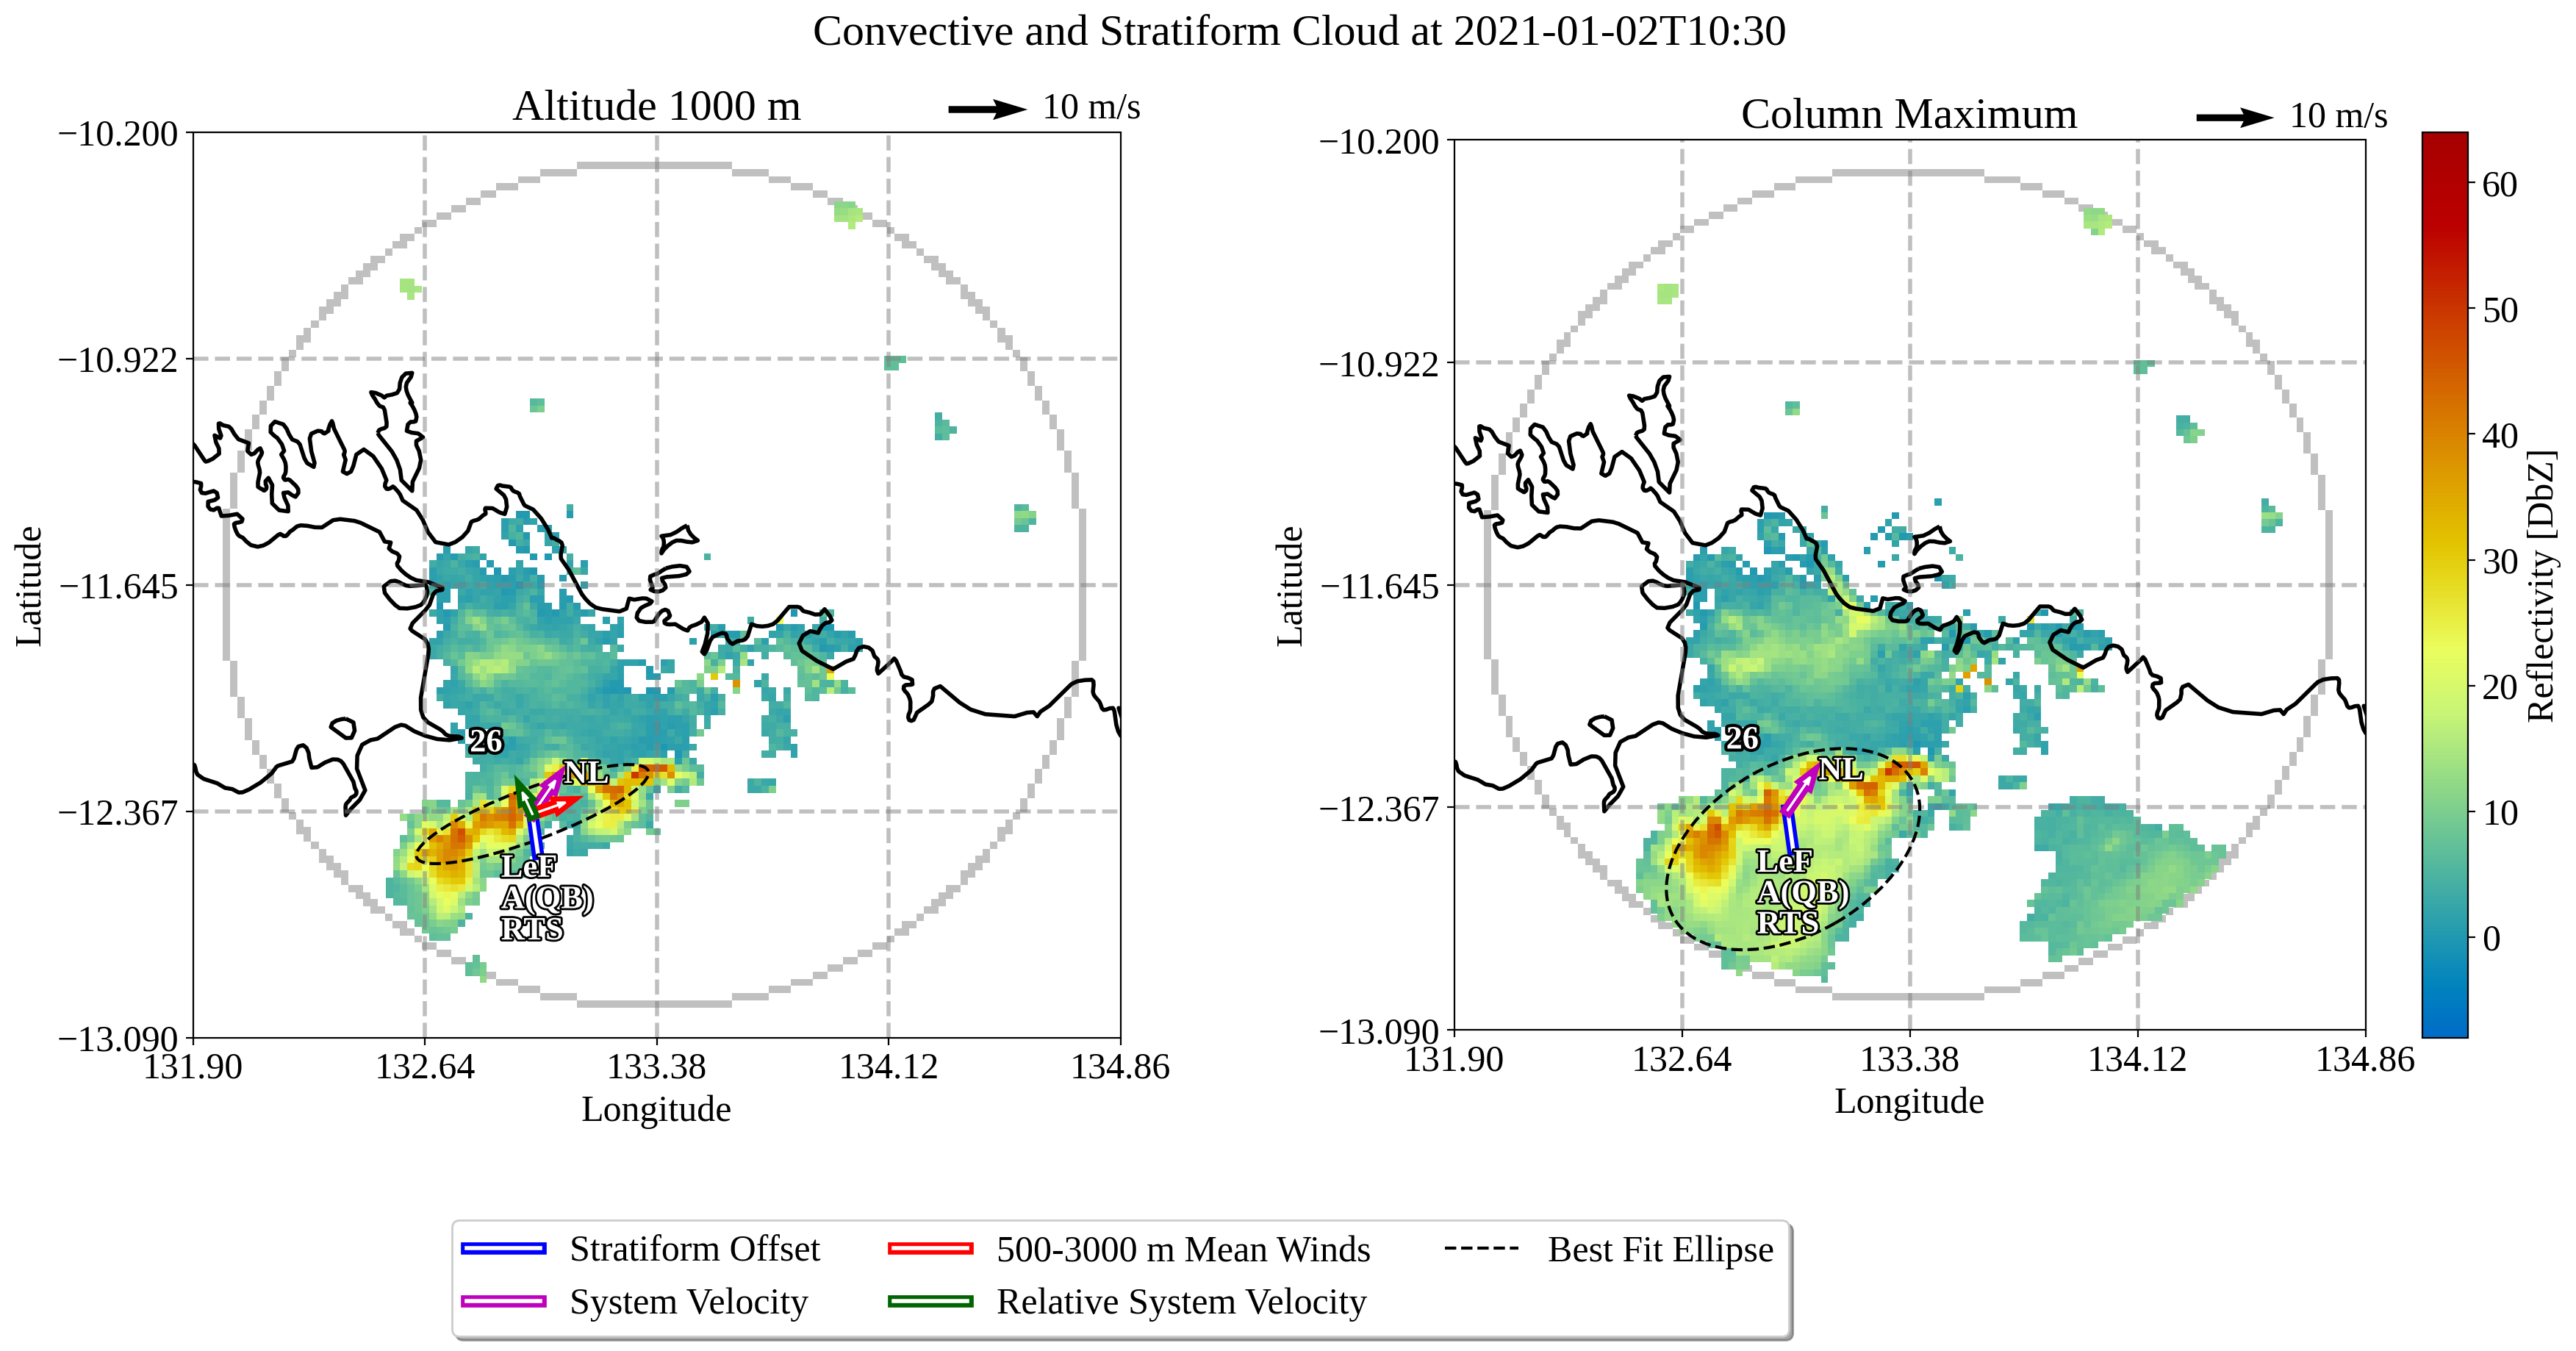 Convective and Stratiform Cloud at 2021-01-02T10:30
Altitude 1000 m
10 m/s
−10.200
−10.922
−11.645
−12.367
−13.090
131.90
132.64
133.38
134.12
134.86
Latitude
Longitude
26
NL
LeF
A(QB)
RTS
Column Maximum
10 m/s
−10.200
−10.922
−11.645
−12.367
−13.090
131.90
132.64
133.38
134.12
134.86
Latitude
Longitude
26
NL
LeF
A(QB)
RTS
60
50
40
30
20
10
0
Reflectivity [DbZ]
Stratiform Offset
System Velocity
500-3000 m Mean Winds
Relative System Velocity
Best Fit Ellipse